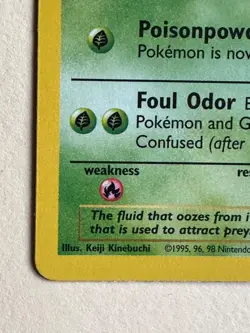 Poisonpow
Pokémon is now
Foul Odor
Pokémon and G
Confused (after
weakness
res
The fluid that oozes from i
that is used to attract prey
Illus. Keiji Kinebuchi ©1995, 96, 98 Nintendo